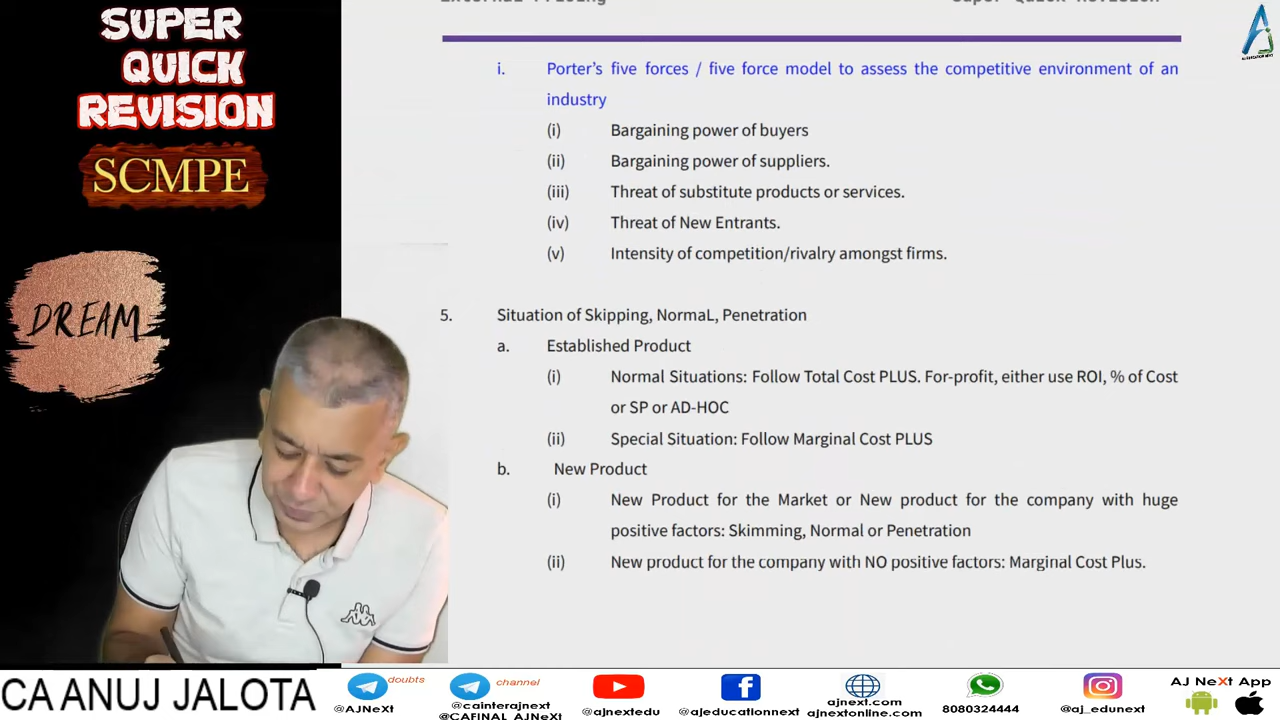 SUPER
QUICK
REVISION
SCMPE
DREAM
External Pricing
Super Quick Revision
i. Porter's five forces / five force model to assess the competitive environment of an
industry
(i) Bargaining power of buyers
(ii) Bargaining power of suppliers.
(iii) Threat of substitute products or services.
(iv) Threat of New Entrants.
(v) Intensity of competition/rivalry amongst firms.
5. Situation of Skipping, NormaL, Penetration
a. Established Product
(i) Normal Situations: Follow Total Cost PLUS. For-profit, either use ROI, % of Cost
or SP or AD-HOC
(ii) Special Situation: Follow Marginal Cost PLUS
b. New Product
(i) New Product for the Market or New product for the company with huge
positive factors: Skimming, Normal or Penetration
(ii) New product for the company with NO positive factors: Marginal Cost Plus.
CA ANUJ JALOTA
doubts
@AJNeXt
channel
@cainterajnext
@CAFINAL_AJNeXt
@ajnextedu
@ajeducationnext
ajnext.com
ajnextonline.com
8080324444
@aj_edunext
AJ NeXt App